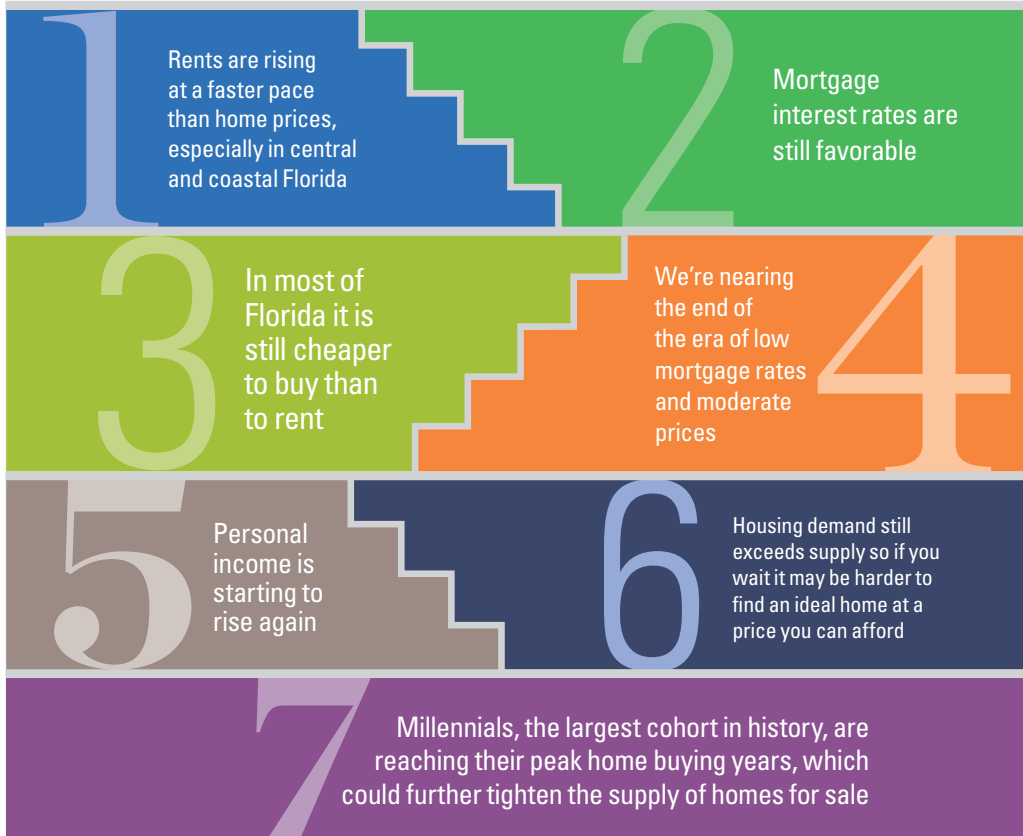 1
Rents are rising
at a faster pace
than home prices,
especially in central
and coastal Florida
2
Mortgage
interest rates are
still favorable
3
In most of
Florida it is
still cheaper
to buy than
to rent
4
We're nearing
the end of
the era of low
mortgage rates
and moderate
prices
5
Personal
income is
starting to
rise again
6
Housing demand still
exceeds supply so if you
wait it may be harder to
find an ideal home at a
price you can afford
7
Millennials, the largest cohort in history, are
reaching their peak home buying years, which
could further tighten the supply of homes for sale